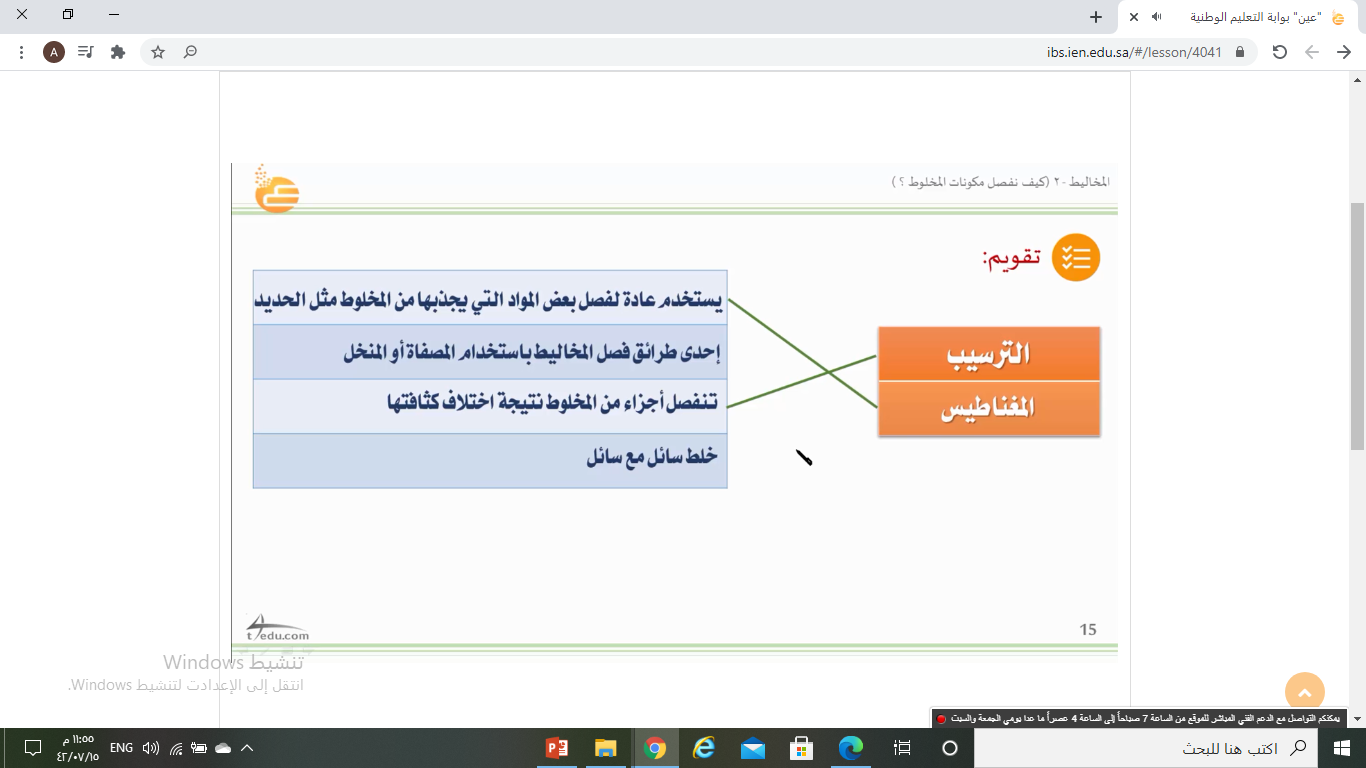 "عين" بوابة التعليم الوطنية
ibs.ien.edu.sa/#/lesson/4041
A
المخاليط -٢ (كيف نفصل مكونات المخلوط ؟ )
تقويم:
الترسيب
المغناطيس
يستخدم عادة لفصل بعض المواد التي يجذبها من المخلوط مثل الحديد
إحدى طرائق فصل المخاليط باستخدام المصفاة أو المنخل
تنفصل أجزاء من المخلوط نتيجة اختلاف كثافتها
خلط سائل مع سائل
15
t4edu.com
تنشيط Windows
انتقل إلى الإعدادت لتنشيط Windows.
يمكنكم التواصل مع الدعم الفني المباشر للموقع من الساعة 7 صباحاً إلى الساعة 4 عصراً ما عدا يومي الجمعة والسبت
اكتب هنا للبحث
ENG
١١:٥٥ م
٤٢/٠٧/١٥